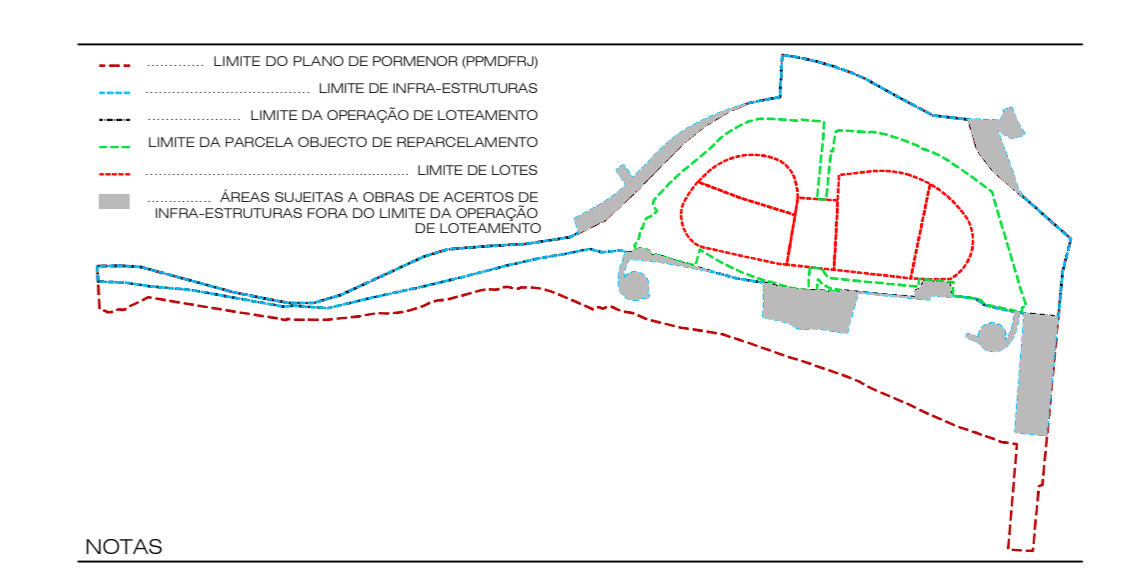 ............. LIMITE DO PLANO DE PORMENOR (PPMDFRJ)
.................................... LIMITE DE INFRA-ESTRUTURAS
..................... LIMITE DA OPERAÇÃO DE LOTEAMENTO
LIMITE DA PARCELA OBJECTO DE REPARCELAMENTO
........................................................... LIMITE DE LOTES
.............. ÁREAS SUJEITAS A OBRAS DE ACERTOS DE
INFRA-ESTRUTURAS FORA DO LIMITE DA OPERAÇÃO
DE LOTEAMENTO
NOTAS